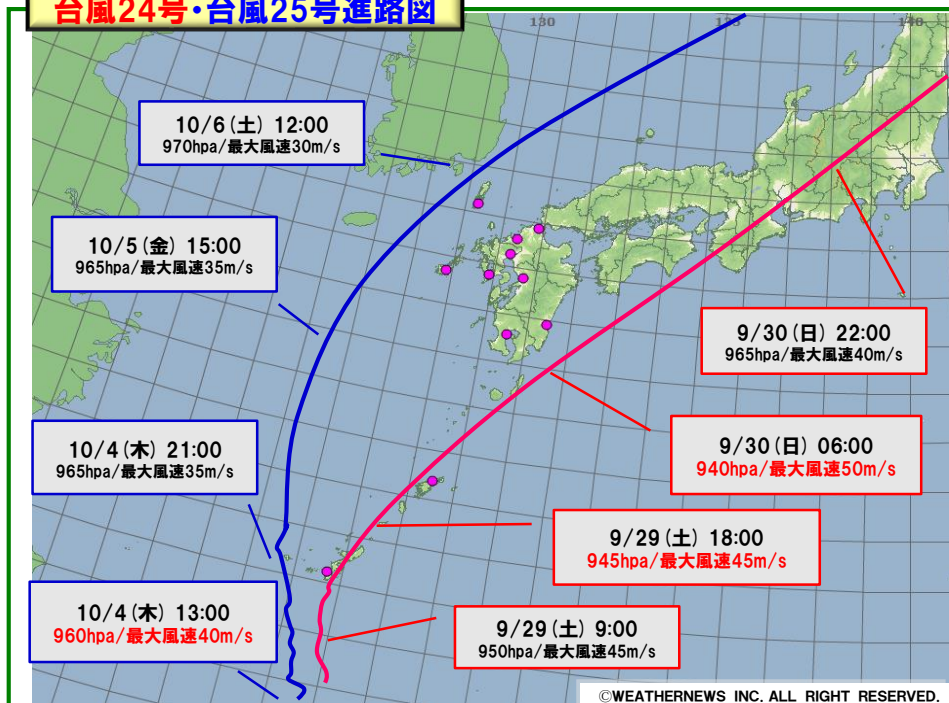 台風24号・台風25号進路図
130
135
140
10/6(土) 12:00
970hpa/最大風速30m/s
10/5(金) 15:00
965hpa/最大風速35m/s
9/30(日) 22:00
965hpa/最大風速40m/s
10/4(木) 21:00
965hpa/最大風速35m/s
9/30(日) 06:00
940hpa/最大風速50m/s
9/29(土) 18:00
945hpa/最大風速45m/s
10/4(木) 13:00
960hpa/最大風速40m/s
9/29(土) 9:00
950hpa/最大風速45m/s
©WEATHERNEWS INC. ALL RIGHT RESERVED.